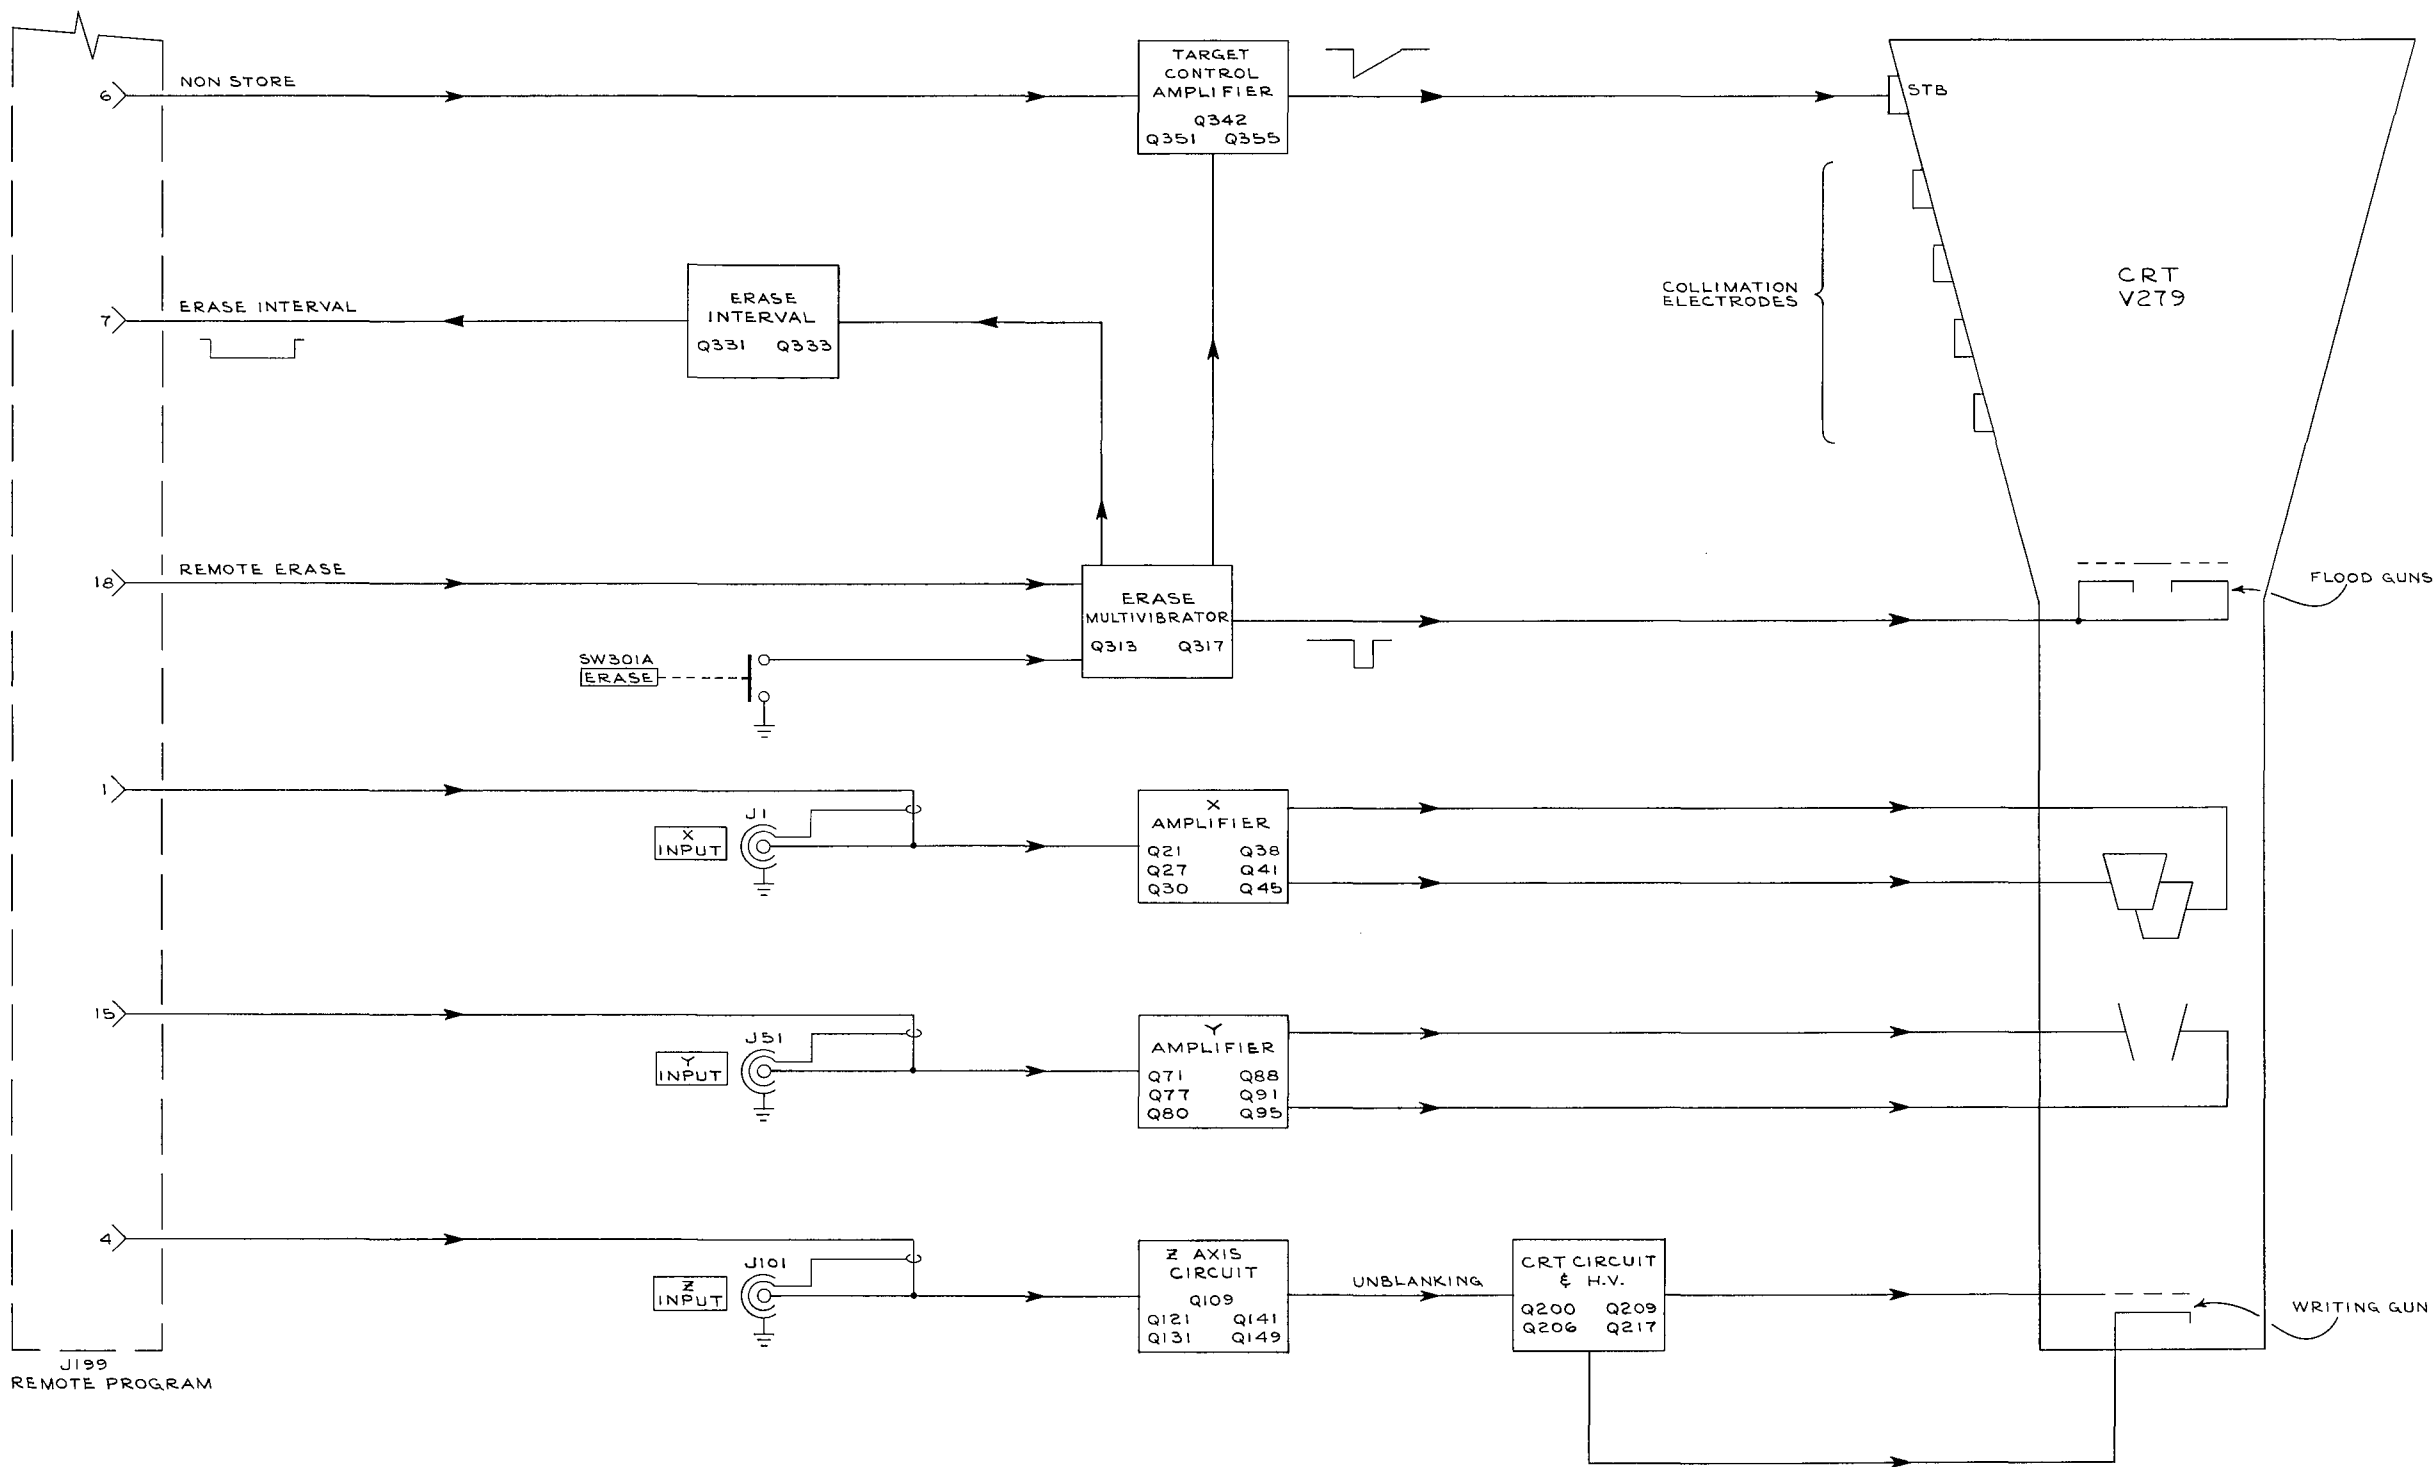 6
NON STORE
TARGET
CONTROL
AMPLIFIER
Q342
Q351 Q355
STB
COLLIMATION
ELECTRODES
CRT
V279
7
ERASE INTERVAL
ERASE
INTERVAL
Q331 Q333
18
REMOTE ERASE
ERASE
MULTIVIBRATOR
Q313 Q317
FLOOD GUNS
SW301A
ERASE
1
J1
X
INPUT
X
AMPLIFIER
Q21 Q38
Q27 Q41
Q30 Q45
15
J51
Y
INPUT
Y
AMPLIFIER
Q71 Q88
Q77 Q91
Q80 Q95
4
J101
Z
INPUT
Z AXIS
CIRCUIT
Q109
Q121 Q141
Q131 Q149
UNBLANKING
CRT CIRCUIT
& H.V.
Q200 Q209
Q206 Q217
WRITING GUN
J199
REMOTE PROGRAM